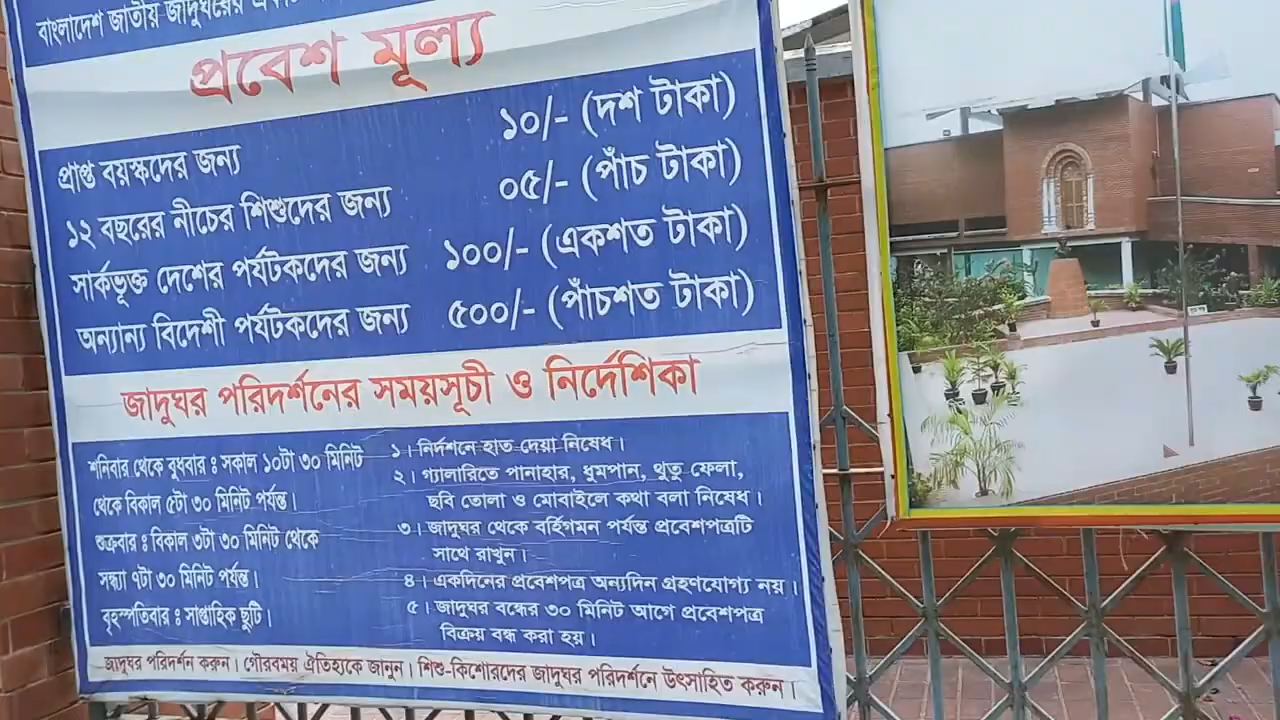 বাংলাদেশ জাতীয় জাদুঘরের
প্রবেশ মূল্য
প্রাপ্ত বয়স্কদের জন্য ১০/- (দশ টাকা)
১২ বছরের নীচের শিশুদের জন্য ০৫/- (পাঁচ টাকা)
সার্কভূক্ত দেশের পর্যটকদের জন্য ১০০/- (একশত টাকা)
অন্যান্য বিদেশী পর্যটকদের জন্য ৫০০/- (পাঁচশত টাকা)
জাদুঘর পরিদর্শনের সময়সূচী ও নির্দেশিকা
শনিবার থেকে বুধবার ঃ সকাল ১০টা ৩০ মিনিট
থেকে বিকাল ৫টা ৩০ মিনিট পর্যন্ত।
শুক্রবার ঃ বিকাল ৩টা ৩০ মিনিট থেকে
সন্ধ্যা ৭টা ৩০ মিনিট পর্যন্ত।
বৃহস্পতিবার ঃ সাপ্তাহিক ছুটি।
১। নির্দশনে হাত দেয়া নিষেধ।
২। গ্যালারিতে পানাহার, ধুমপান, থুতু ফেলা,
ছবি তোলা ও মোবাইলে কথা বলা নিষেধ।
৩। জাদুঘর থেকে বর্হিগমন পর্যন্ত প্রবেশপত্রটি
সাথে রাখুন।
৪। একদিনের প্রবেশপত্র অন্যদিন গ্রহণযোগ্য নয়।
৫। জাদুঘর বন্ধের ৩০ মিনিট আগে প্রবেশপত্র
বিক্রয় বন্ধ করা হয়।
জাদুঘর পরিদর্শন করুন। গৌরবময় ঐতিহ্যকে জানুন। শিশু-কিশোরদের জাদুঘর পরিদর্শনে উৎসাহিত করুন।